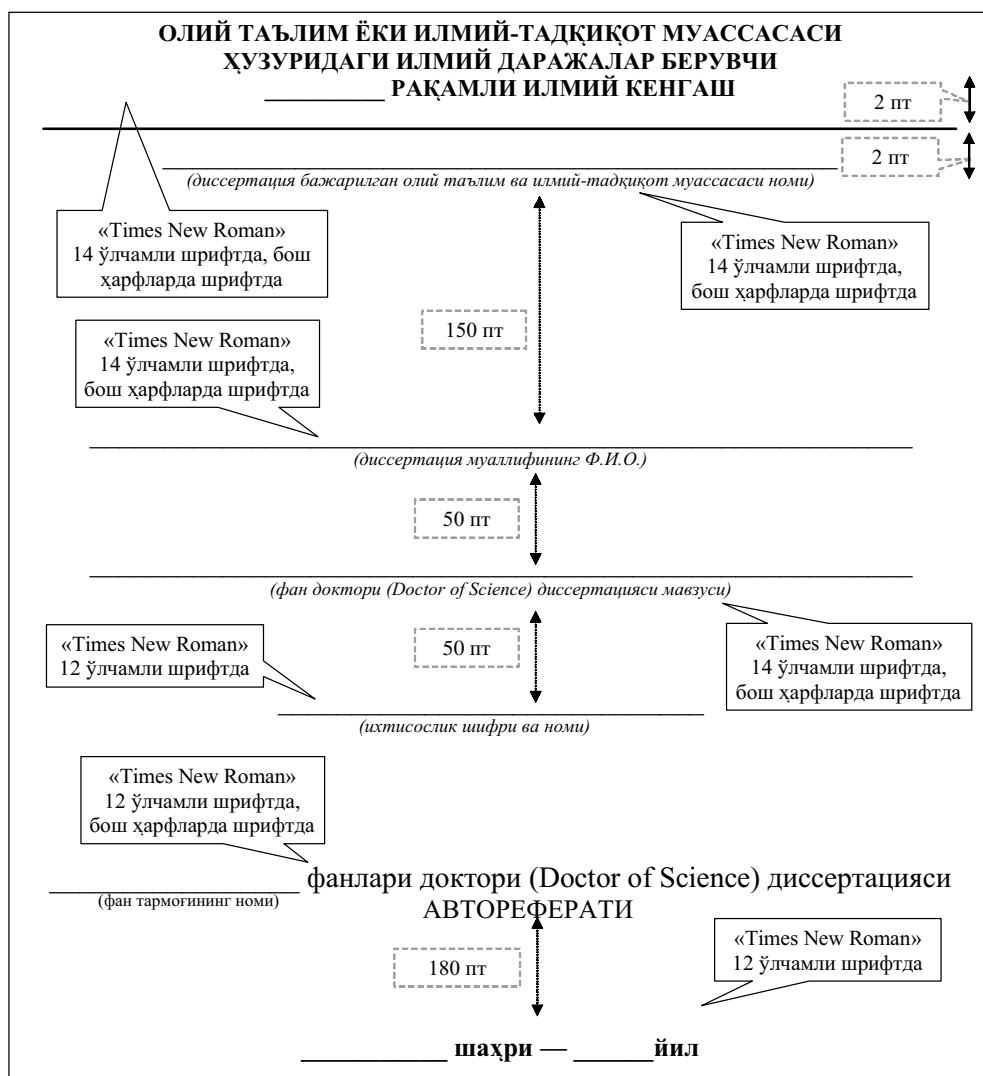 ОЛИЙ ТАЪЛИМ ЁКИ ИЛМИЙ-ТАДҚИҚОТ МУАССАСАСИ
ҲУЗУРИДАГИ ИЛМИЙ ДАРАЖАЛАР БЕРУВЧИ
_________ РАҚАМЛИ ИЛМИЙ КЕНГАШ
2 пт
2 пт
(диссертация бажарилган олий таълим ва илмий-тадқиқот муассасаси номи)
«Times New Roman»
14 ўлчамли шрифтда, бош
ҳарфларда шрифтда
«Times New Roman»
14 ўлчамли шрифтда,
бош ҳарфларда шрифтда
150 пт
«Times New Roman»
14 ўлчамли шрифтда,
бош ҳарфларда шрифтда
(диссертация муаллифининг Ф.И.О.)
50 пт
(фан доктори (Doctor of Science) диссертацияси мавзуси)
«Times New Roman»
12 ўлчамли шрифтда
50 пт
«Times New Roman»
14 ўлчамли шрифтда,
бош ҳарфларда шрифтда
(ихтисослик шифри ва номи)
«Times New Roman»
12 ўлчамли шрифтда,
бош ҳарфларда шрифтда
_________________ фанлари доктори (Doctor of Science) диссертацияси
(фан тармоғининг номи)
АВТОРЕФЕРАТИ
«Times New Roman»
12 ўлчамли шрифтда
180 пт
___________ шаҳри — ______йил